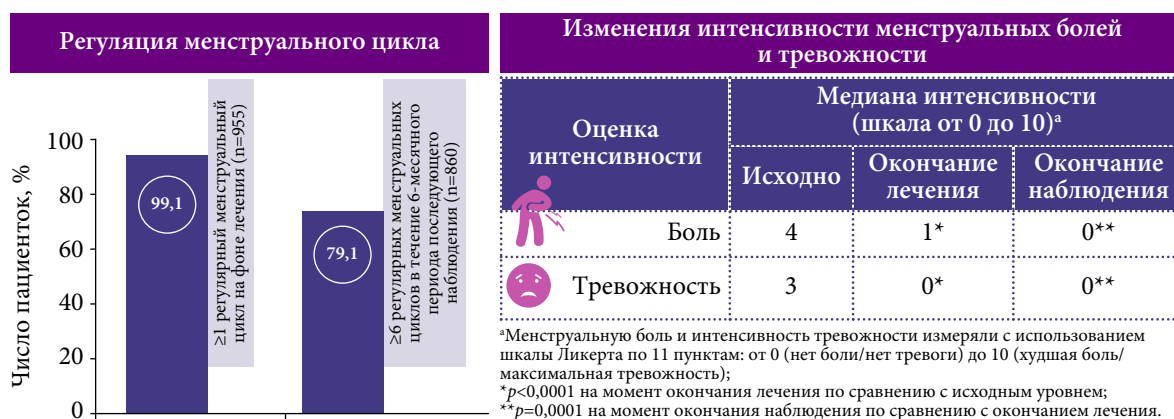 Регуляция менструального цикла
Число пациенток, %
100
80
60
40
20
0
99,1
≥1 регулярный менструальный
цикл на фоне лечения (n=955)
79,1
≥6 регулярных менструальных
циклов в течение 6-месячного
периода последующего
наблюдения (n=860)
Изменения интенсивности менструальных болей
и тревожности
Оценка
интенсивности
Медиана интенсивности
(шкала от 0 до 10)ᵃ
Исходно
Окончание
лечения
Окончание
наблюдения
Боль 4 1* 0**
Тревожность 3 0* 0**
ᵃМенструальную боль и интенсивность тревожности измеряли с использованием
шкалы Ликерта по 11 пунктам: от 0 (нет боли/нет тревоги) до 10 (худшая боль/
максимальная тревожность);
*p<0,0001 на момент окончания лечения по сравнению с исходным уровнем;
**p=0,0001 на момент окончания наблюдения по сравнению с окончанием лечения.